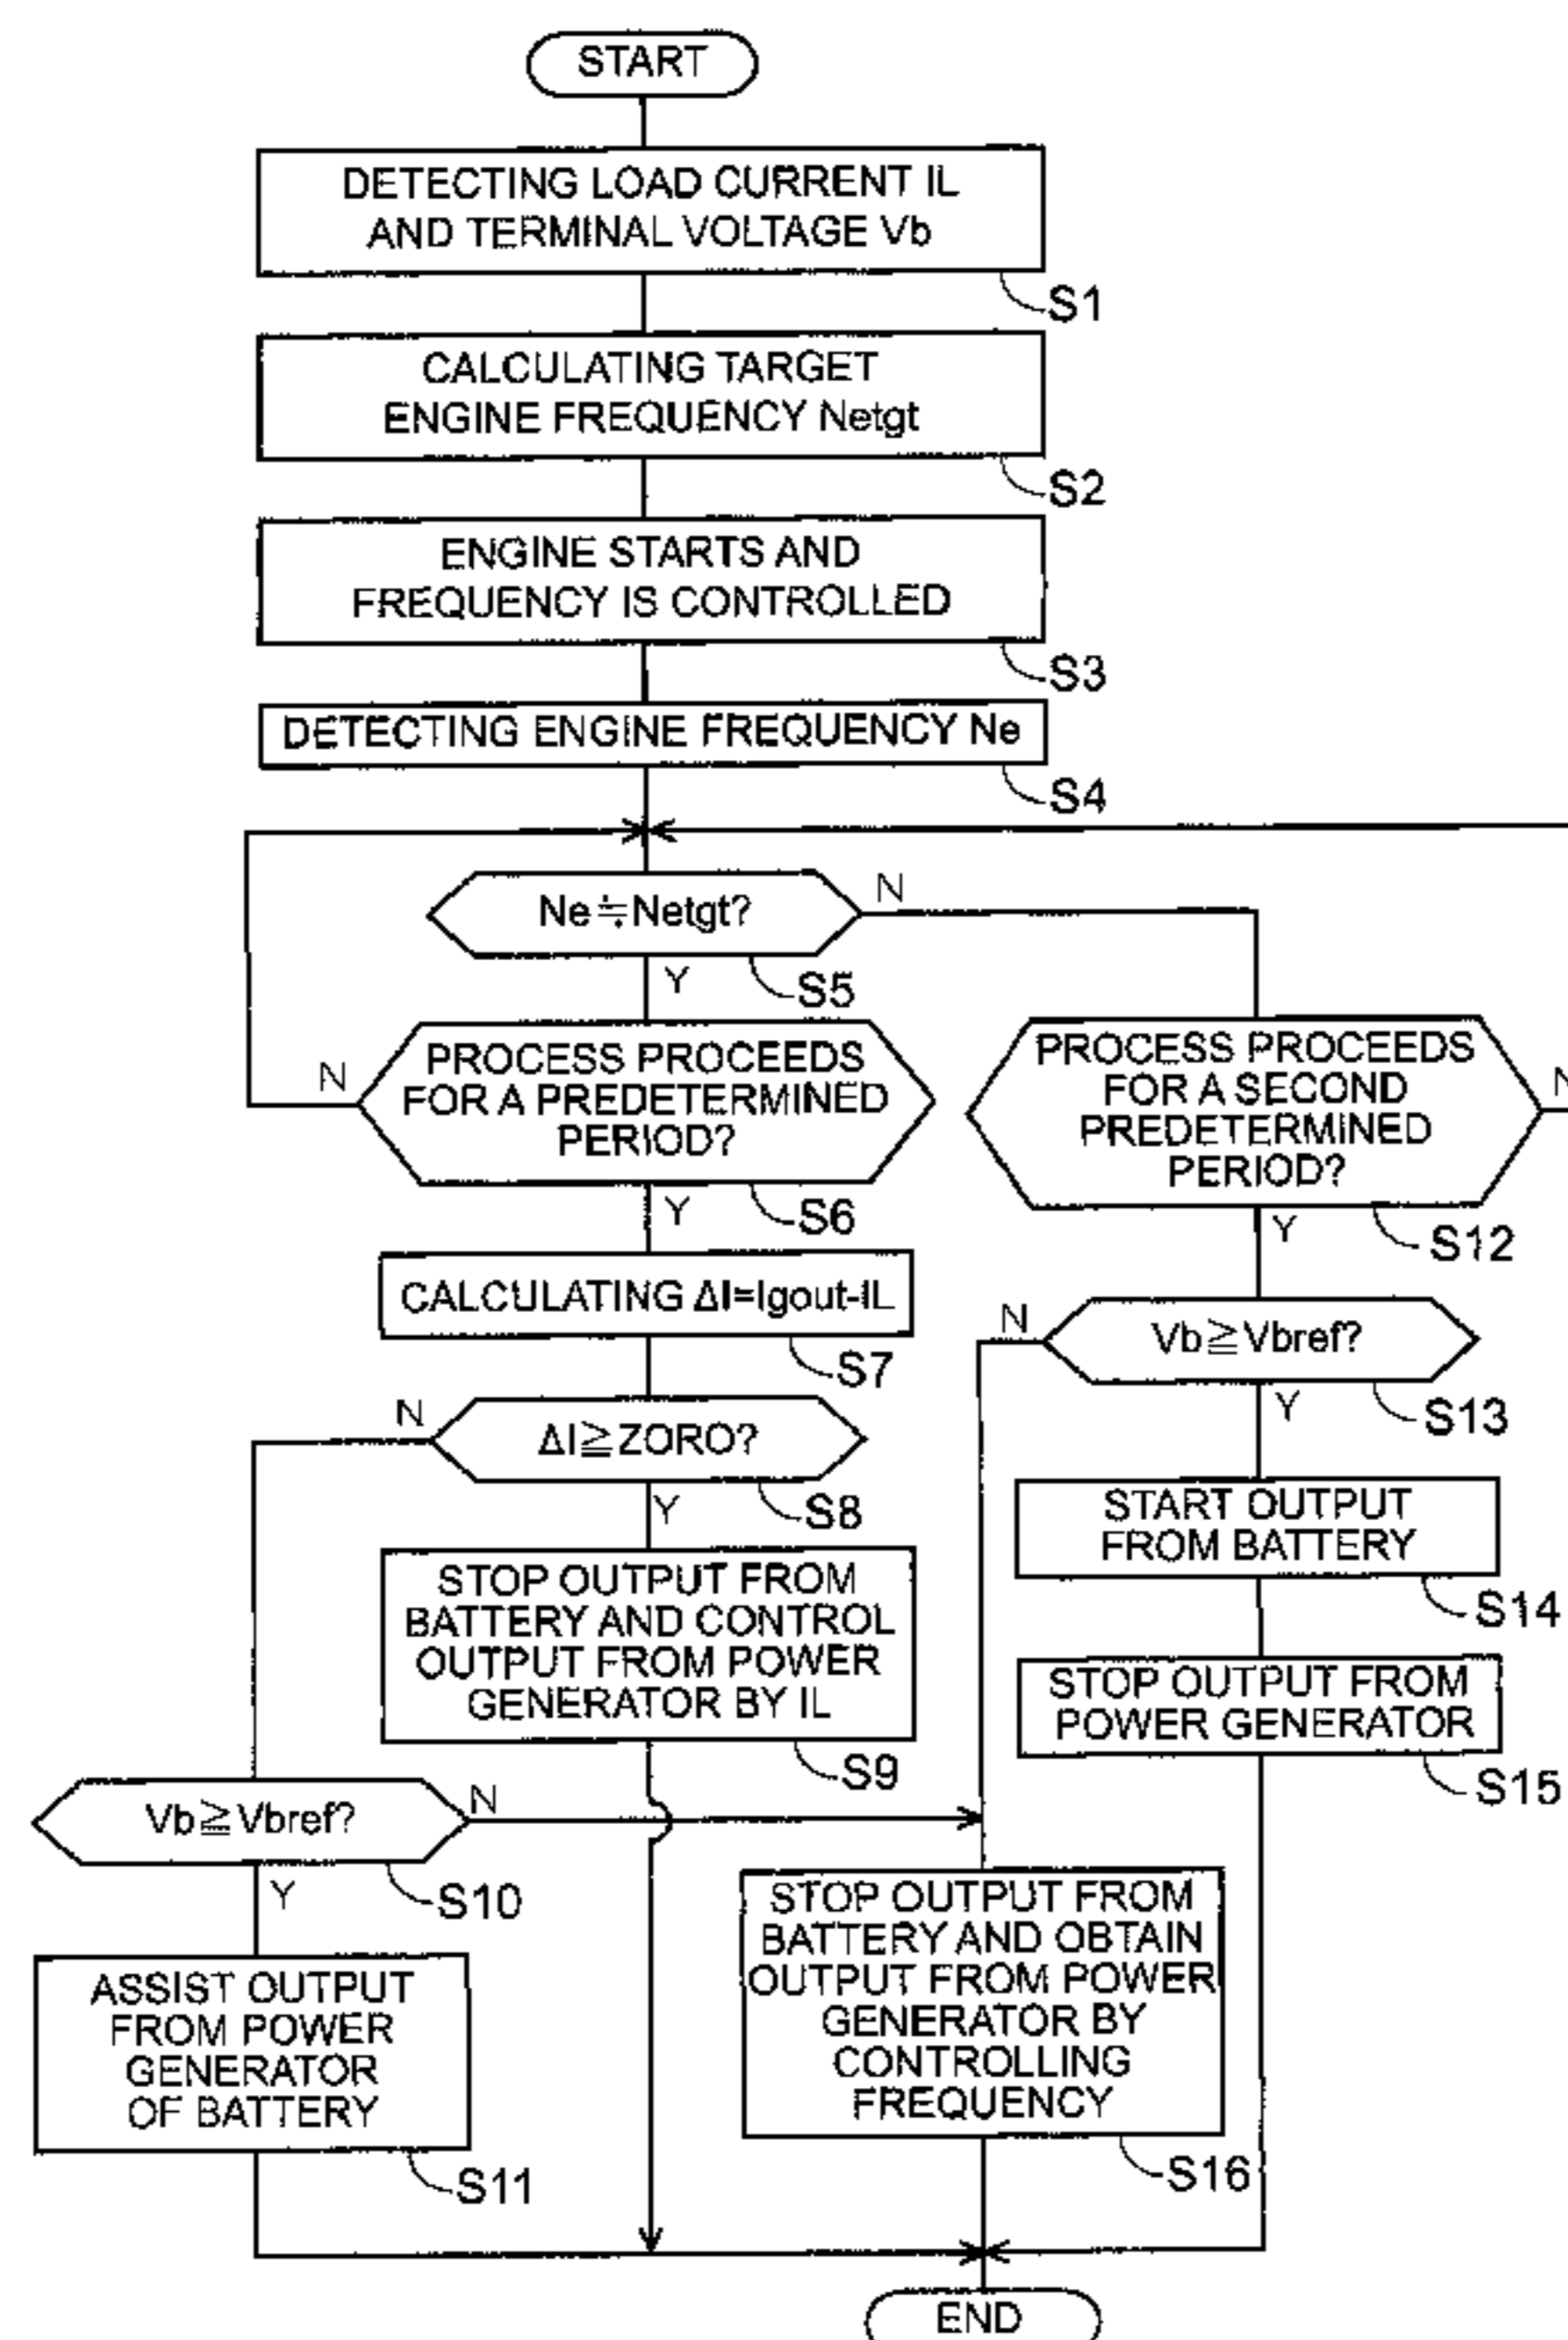 START
DETECTING LOAD CURRENT IL
AND TERMINAL VOLTAGE Vb
S1
CALCULATING TARGET
ENGINE FREQUENCY Netgt
S2
ENGINE STARTS AND
FREQUENCY IS CONTROLLED
S3
DETECTING ENGINE FREQUENCY Ne
S4
Ne≒Netgt?
N
Y
S5
PROCESS PROCEEDS
FOR A PREDETERMINED
PERIOD?
N
Y
S6
PROCESS PROCEEDS
FOR A SECOND
PREDETERMINED
PERIOD?
N
Y
S12
CALCULATING ΔI=Igout-IL
S7
N
Vb≧Vbref?
Y
S13
N
ΔI≧ZORO?
Y
S8
START OUTPUT
FROM BATTERY
S14
STOP OUTPUT FROM
BATTERY AND CONTROL
OUTPUT FROM POWER
GENERATOR BY IL
S9
STOP OUTPUT FROM
POWER GENERATOR
S15
Vb≧Vbref?
N
Y
S10
STOP OUTPUT FROM
BATTERY AND OBTAIN
OUTPUT FROM POWER
GENERATOR BY
CONTROLLING
FREQUENCY
S16
ASSIST OUTPUT
FROM POWER
GENERATOR
OF BATTERY
S11
END